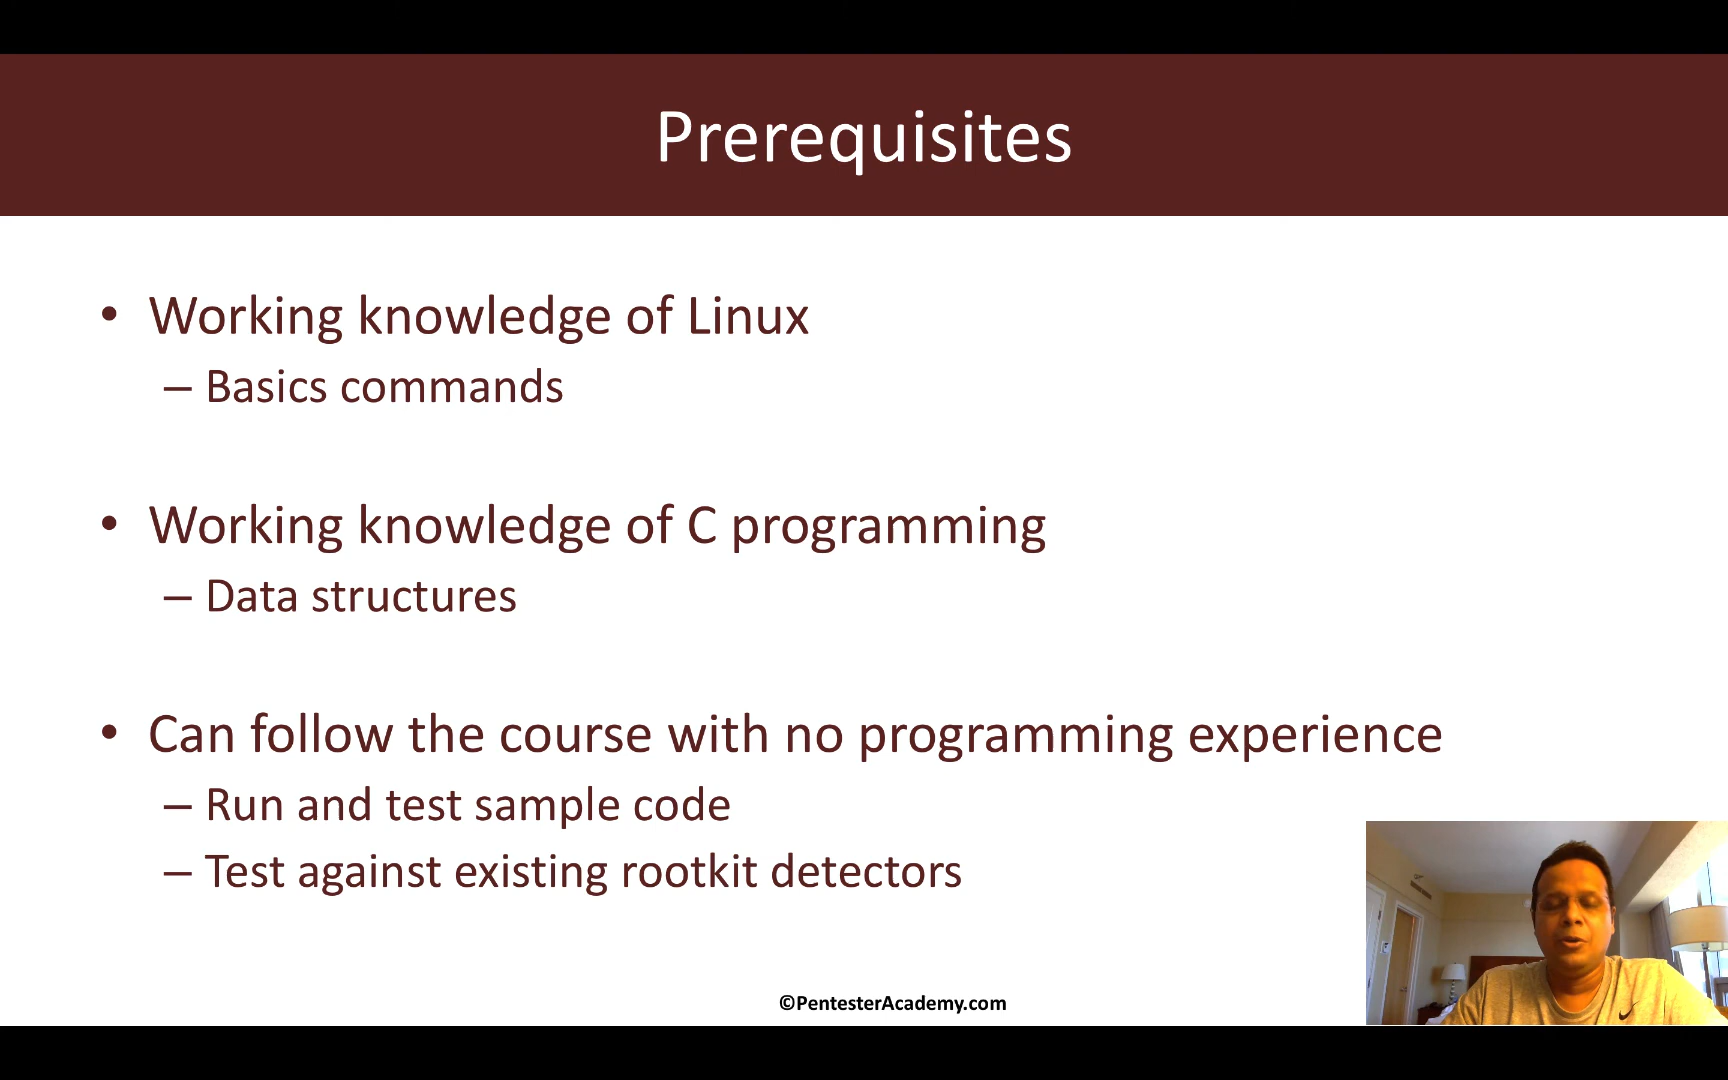 Prerequisites
• Working knowledge of Linux
– Basics commands
• Working knowledge of C programming
– Data structures
• Can follow the course with no programming experience
– Run and test sample code
– Test against existing rootkit detectors
©PentesterAcademy.com